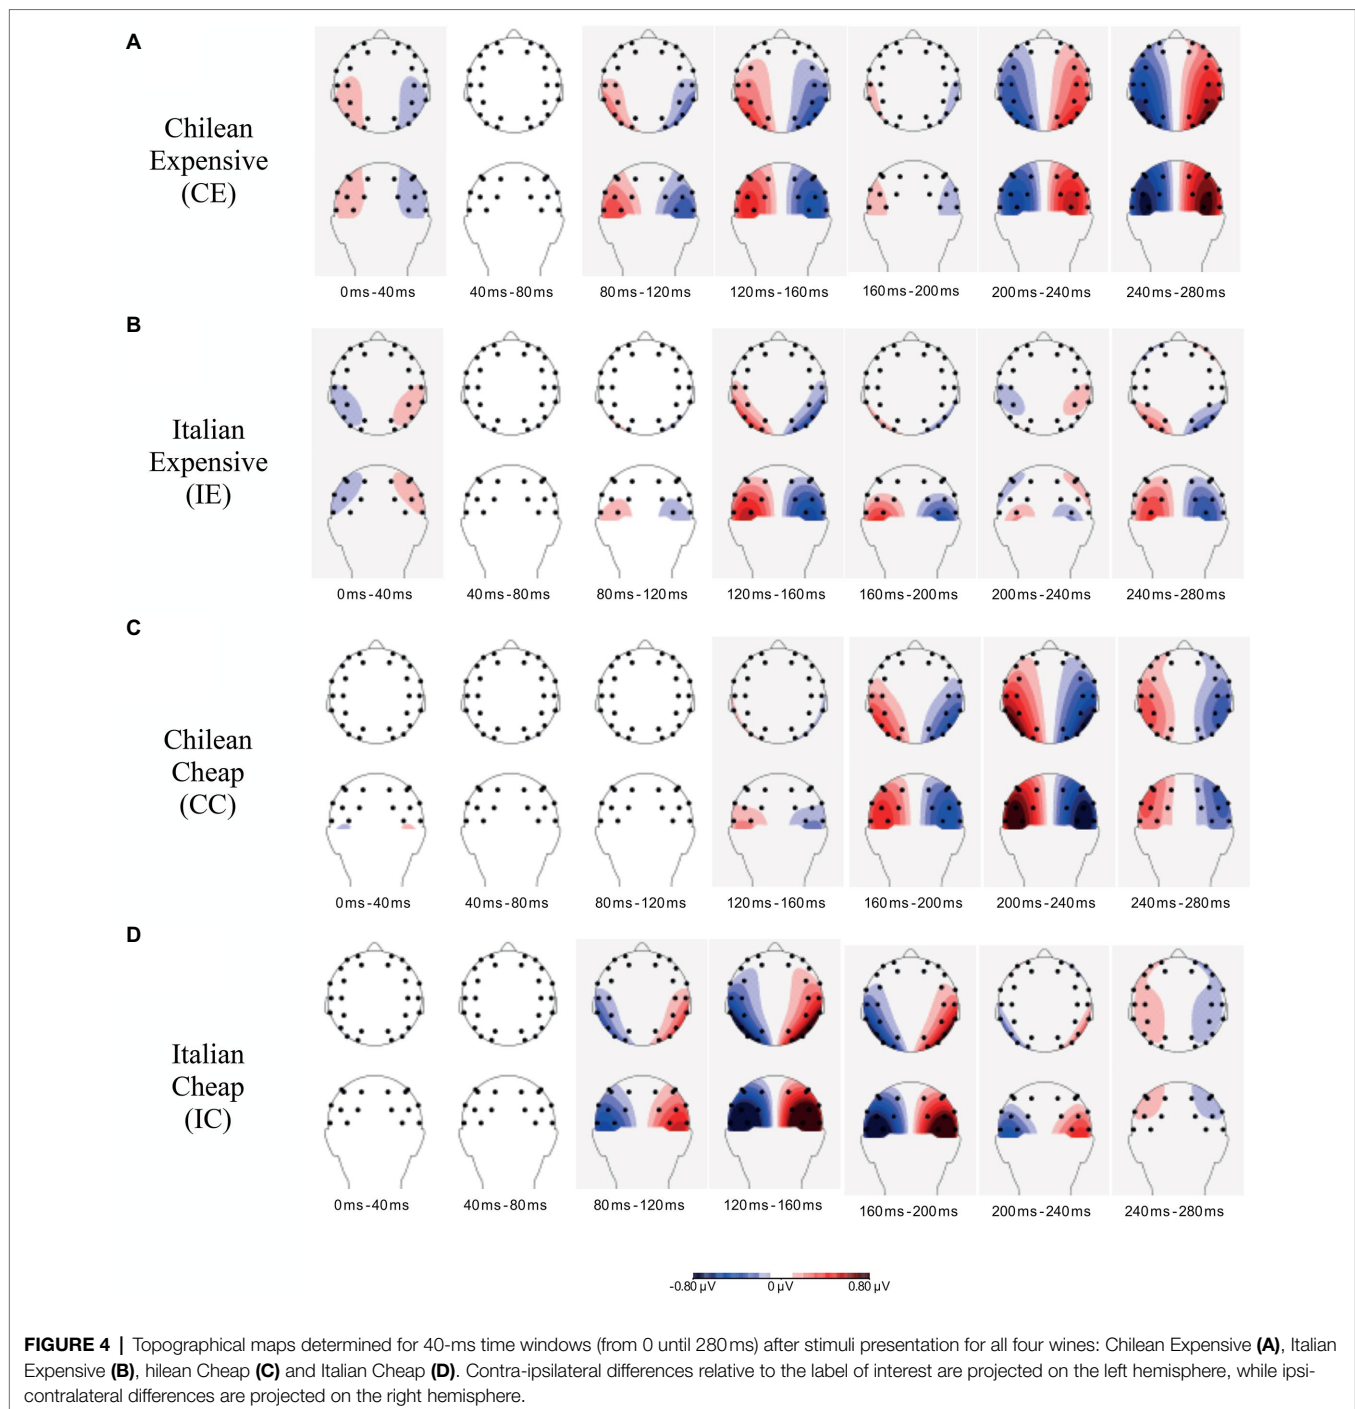 A
Chilean
Expensive
(CE)
0ms-40ms 40ms-80ms 80ms-120ms 120ms-160ms 160ms-200ms 200ms-240ms 240ms-280ms
B
Italian
Expensive
(IE)
0ms-40ms 40ms-80ms 80ms-120ms 120ms-160ms 160ms-200ms 200ms-240ms 240ms-280ms
C
Chilean
Cheap
(CC)
0ms-40ms 40ms-80ms 80ms-120ms 120ms-160ms 160ms-200ms 200ms-240ms 240ms-280ms
D
Italian
Cheap
(IC)
0ms-40ms 40ms-80ms 80ms-120ms 120ms-160ms 160ms-200ms 200ms-240ms 240ms-280ms
-0.80 µV 0 µV 0.80 µV
FIGURE 4 | Topographical maps determined for 40-ms time windows (from 0 until 280 ms) after stimuli presentation for all four wines: Chilean Expensive (A), Italian
Expensive (B), hilean Cheap (C) and Italian Cheap (D). Contra-ipsilateral differences relative to the label of interest are projected on the left hemisphere, while ipsi-
contralateral differences are projected on the right hemisphere.